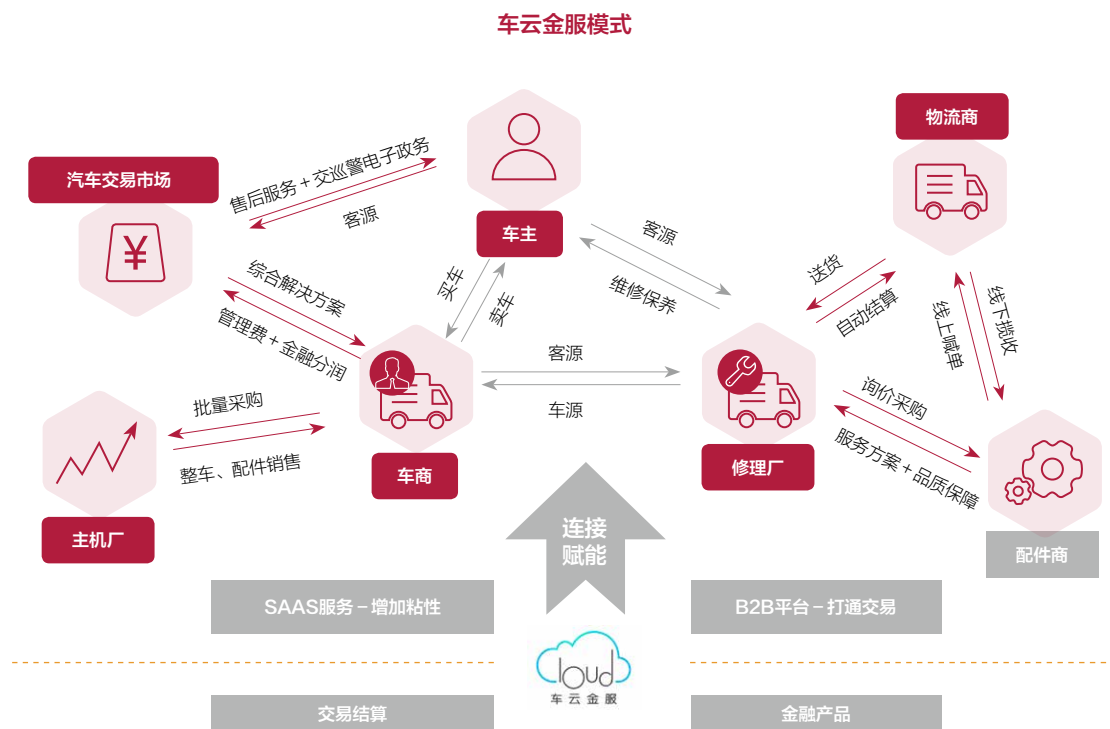 车云金服模式
物流商
汽车交易市场
售后服务 + 交巡警电子政务
客源
车主
客源
维修保养
送货
自动结算
综合解决方案
管理费 + 金融分润
买车
卖车
线上喊单
线下揽收
客源
车源
批量采购
整车、配件销售
询价采购
服务方案 + 品质保障
车商
修理厂
主机厂
配件商
连接
赋能
SAAS服务 – 增加粘性
B2B平台 – 打通交易
cloud
车云金服
交易结算
金融产品